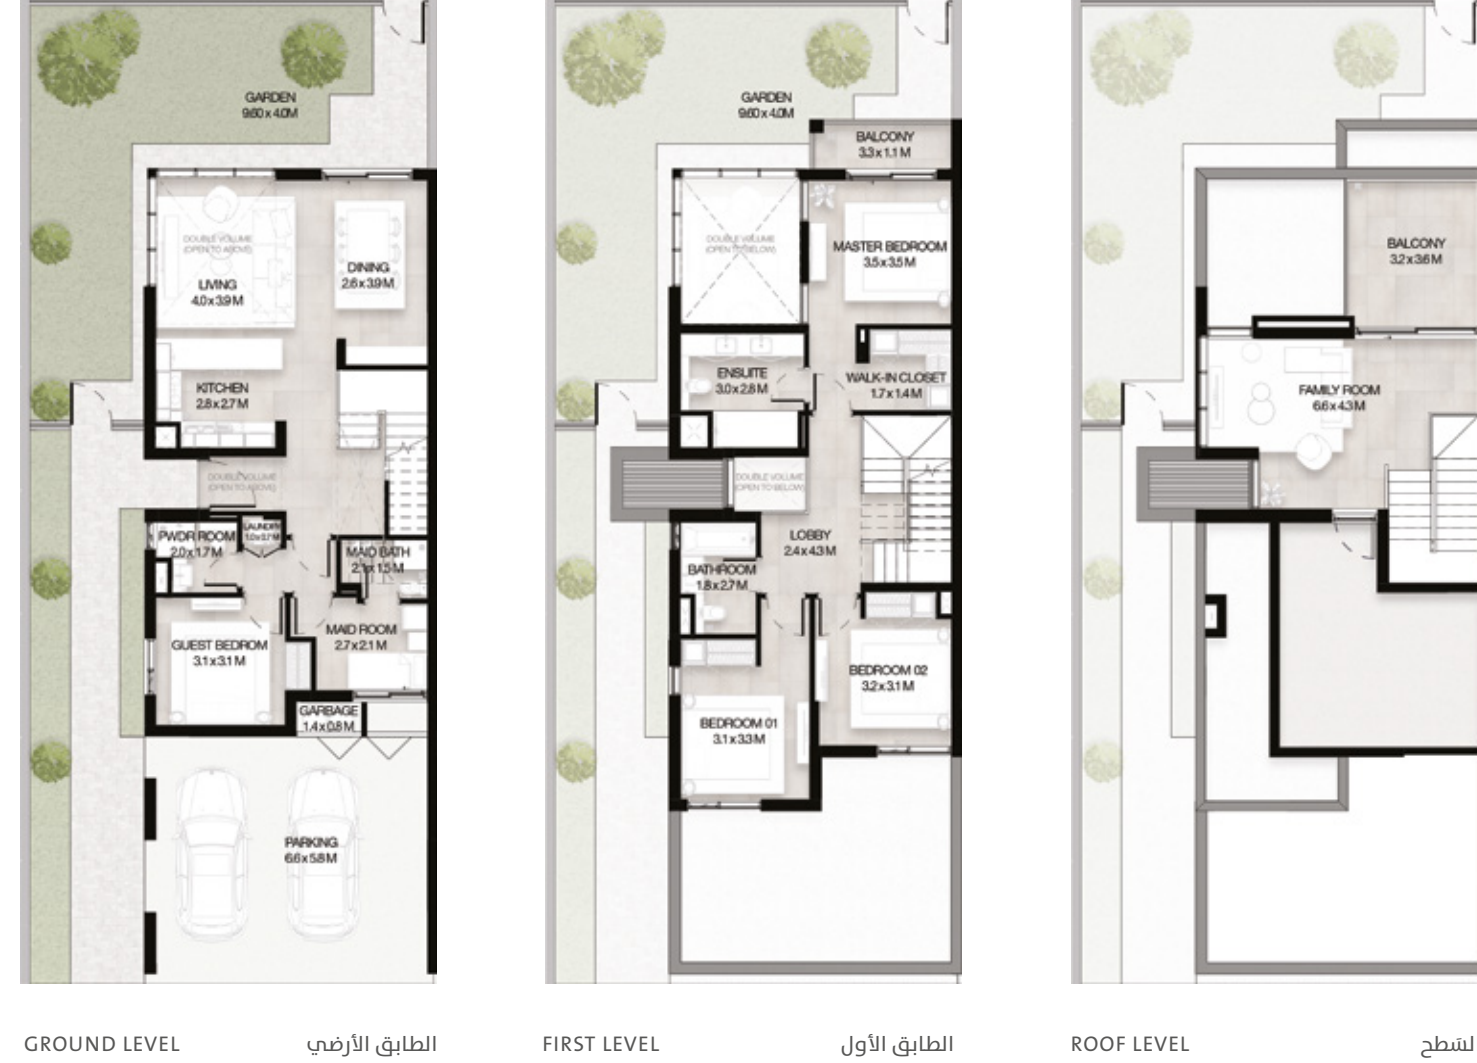 GARDEN
9.60 x 4.0M
DOUBLE VOLUME
(OPEN TO ABOVE)
LIVING
4.0 x 3.9 M
DINING
2.6 x 3.9 M
KITCHEN
2.8 x 2.7 M
DOUBLE VOLUME
(OPEN TO ABOVE)
PWDR ROOM
2.0 x 1.7 M
LAUNDRY
1.0x0.7 M
MAID BATH
2.1 x 1.5 M
GUEST BEDROM
3.1 x 3.1 M
MAID ROOM
2.7 x 2.1 M
GARBAGE
1.4 x 0.8 M
PARKING
6.6 x 5.8 M
GROUND LEVEL
الطابق الأرضي
GARDEN
9.60 x 4.0M
BALCONY
3.3 x 1.1 M
DOUBLE VOLUME
(OPEN TO BELOW)
MASTER BEDROOM
3.5 x 3.5 M
ENSUITE
3.0 x 2.8 M
WALK-IN CLOSET
1.7 x 1.4 M
DOUBLE VOLUME
(OPEN TO BELOW)
LOBBY
2.4 x 4.3 M
BATHROOM
1.8 x 2.7 M
BEDROOM 02
3.2 x 3.1 M
BEDROOM 01
3.1 x 3.3 M
FIRST LEVEL
الطابق الأول
BALCONY
3.2 x 3.6 M
FAMILY ROOM
6.6 x 4.3 M
ROOF LEVEL
لسَطح